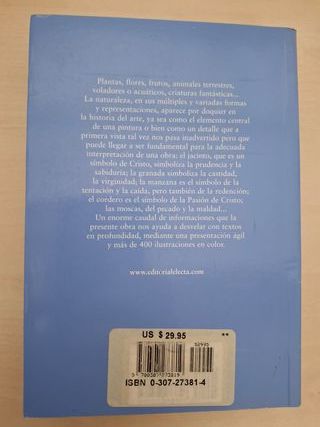 Plantas, flores, frutos, animales terrestres,
voladores o acuáticos, criaturas fantásticas...
La naturaleza, en sus múltiples y variadas formas
y representaciones, aparece por doquier en
la historia del arte, ya sea como el elemento central
de una pintura o bien como un detalle que a
primera vista tal vez nos pasa inadvertido pero que
puede llegar a ser fundamental para la adecuada
interpretación de una obra: el jacinto, que es un
símbolo de Cristo, simboliza la prudencia y la
sabiduría; la granada simboliza la castidad,
la virginidad; la manzana es el símbolo de la
tentación y la caída, pero también de la redención;
el cordero es el símbolo de la Pasión de Cristo;
las moscas, del pecado y la maldad...
Un enorme caudal de informaciones que la
presente obra nos ayuda a desvelar con textos
en profundidad, mediante una presentación ágil
y más de 400 ilustraciones en color.
www.editorialelecta.com
US $ 29.95 **
52995
ISBN 0-307-27381-4